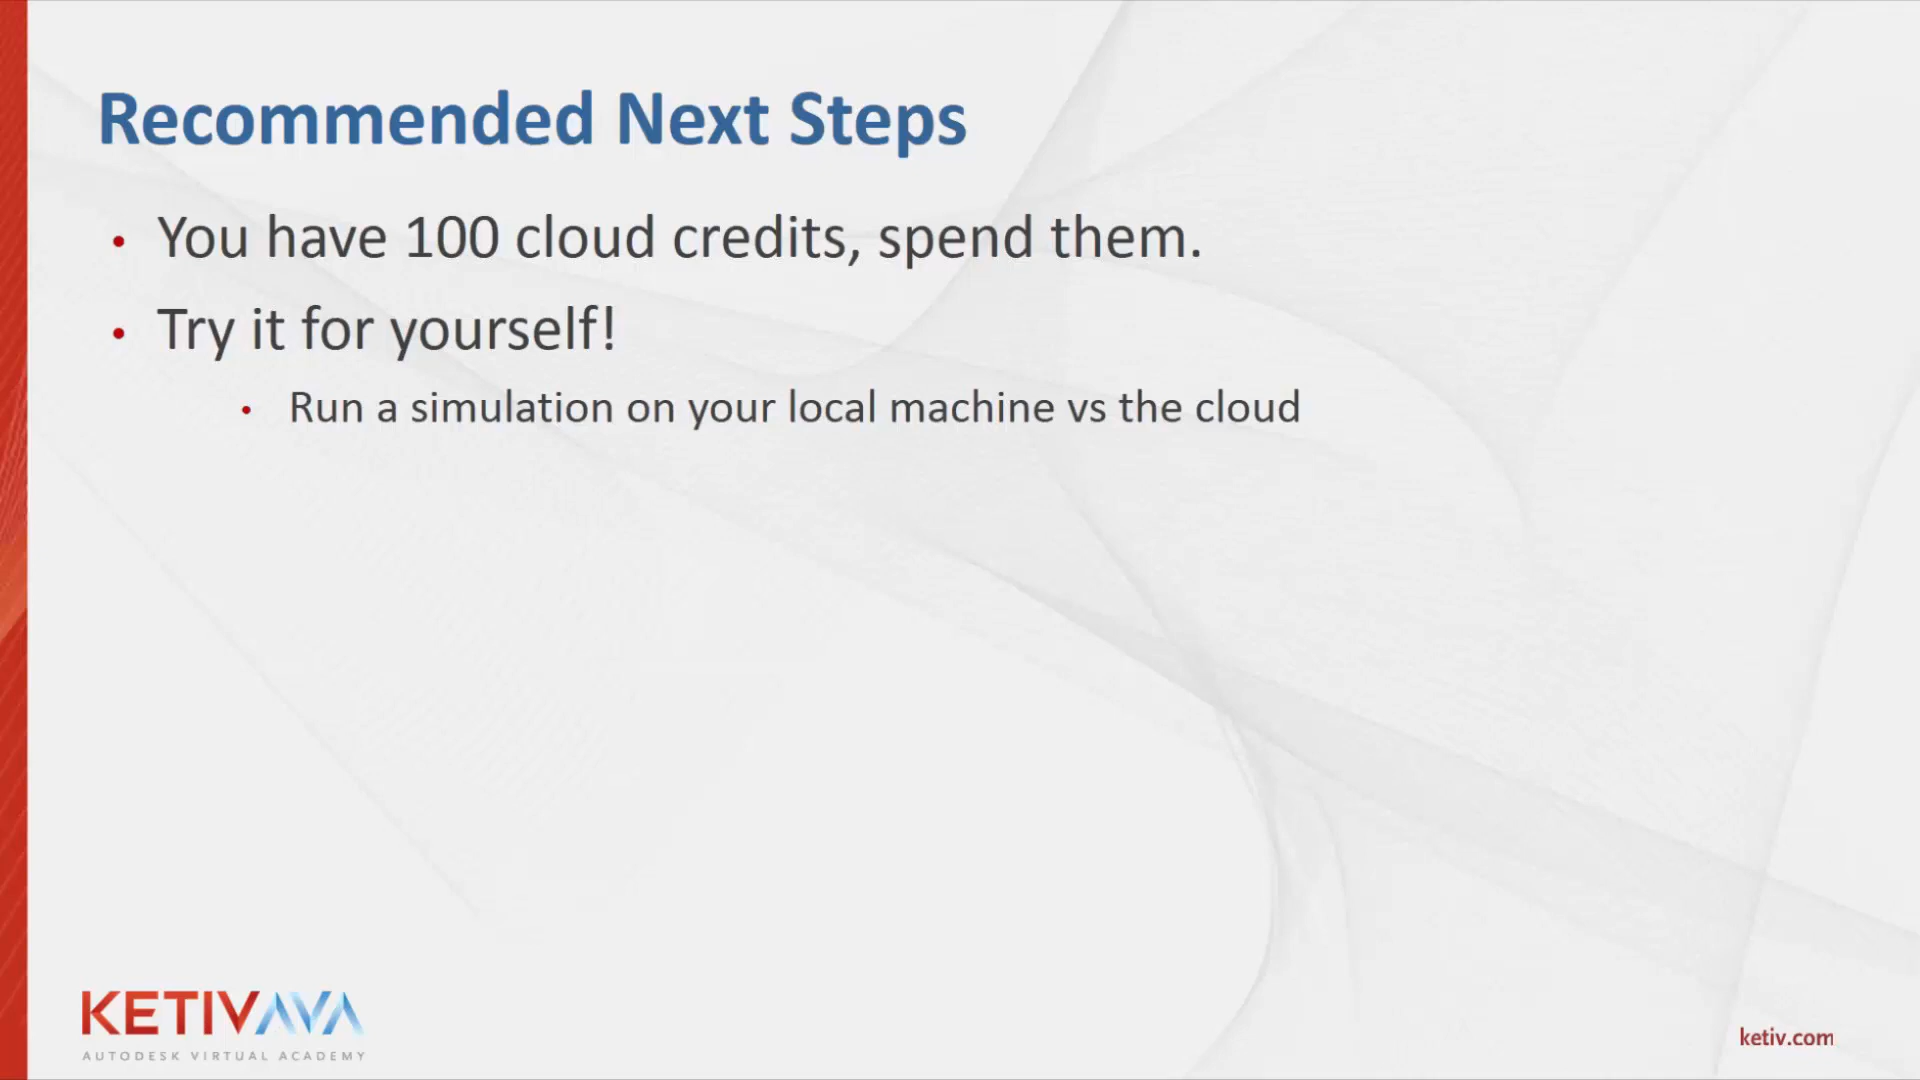 Recommended Next Steps
• You have 100 cloud credits, spend them.
• Try it for yourself!
• Run a simulation on your local machine vs the cloud
KETIVAVA
AUTODESK VIRTUAL ACADEMY
ketiv.com